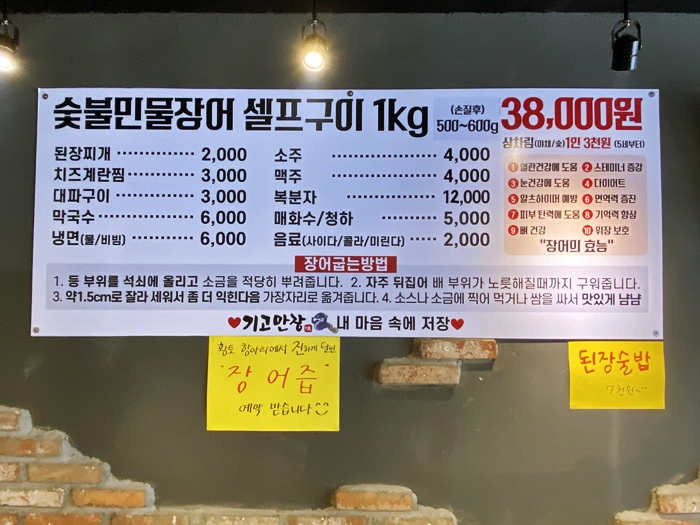 숯불민물장어 셀프구이 1kg (손질후) 500~600g 38,000원
상차림(야채/숯)1인 3천원 (5세부터)
된장찌개 2,000
치즈계란찜 3,000
대파구이 3,000
막국수 6,000
냉면(물/비빔) 6,000
소주 4,000
맥주 4,000
복분자 12,000
매화수/청하 5,000
음료(사이다/콜라/미린다) 2,000
1 혈관건강에 도움 2 스테미너 증강
3 눈건강에 도움 4 다이어트
5 알츠하이머 예방 6 면역력 증진
7 피부 탄력에 도움 8 기억력 향상
9 뼈 건강 10 위장 보호
"장어의 효능"
장어굽는방법
1. 등 부위를 석쇠에 올리고 소금을 적당히 뿌려줍니다. 2. 자주 뒤집어 배 부위가 노릇해질때까지 구워줍니다.
3. 약1.5cm로 잘라 세워서 좀 더 익힌다음 가장자리로 옮겨줍니다. 4. 소스나 소금에 찍어 먹거나 쌈을 싸서 맛있게 냠냠
♥기고만장 내 마음 속에 저장♥
황토 항아리에서 진하게 달인
"장어즙"
예약 받습니다
된장술밥
7천원~